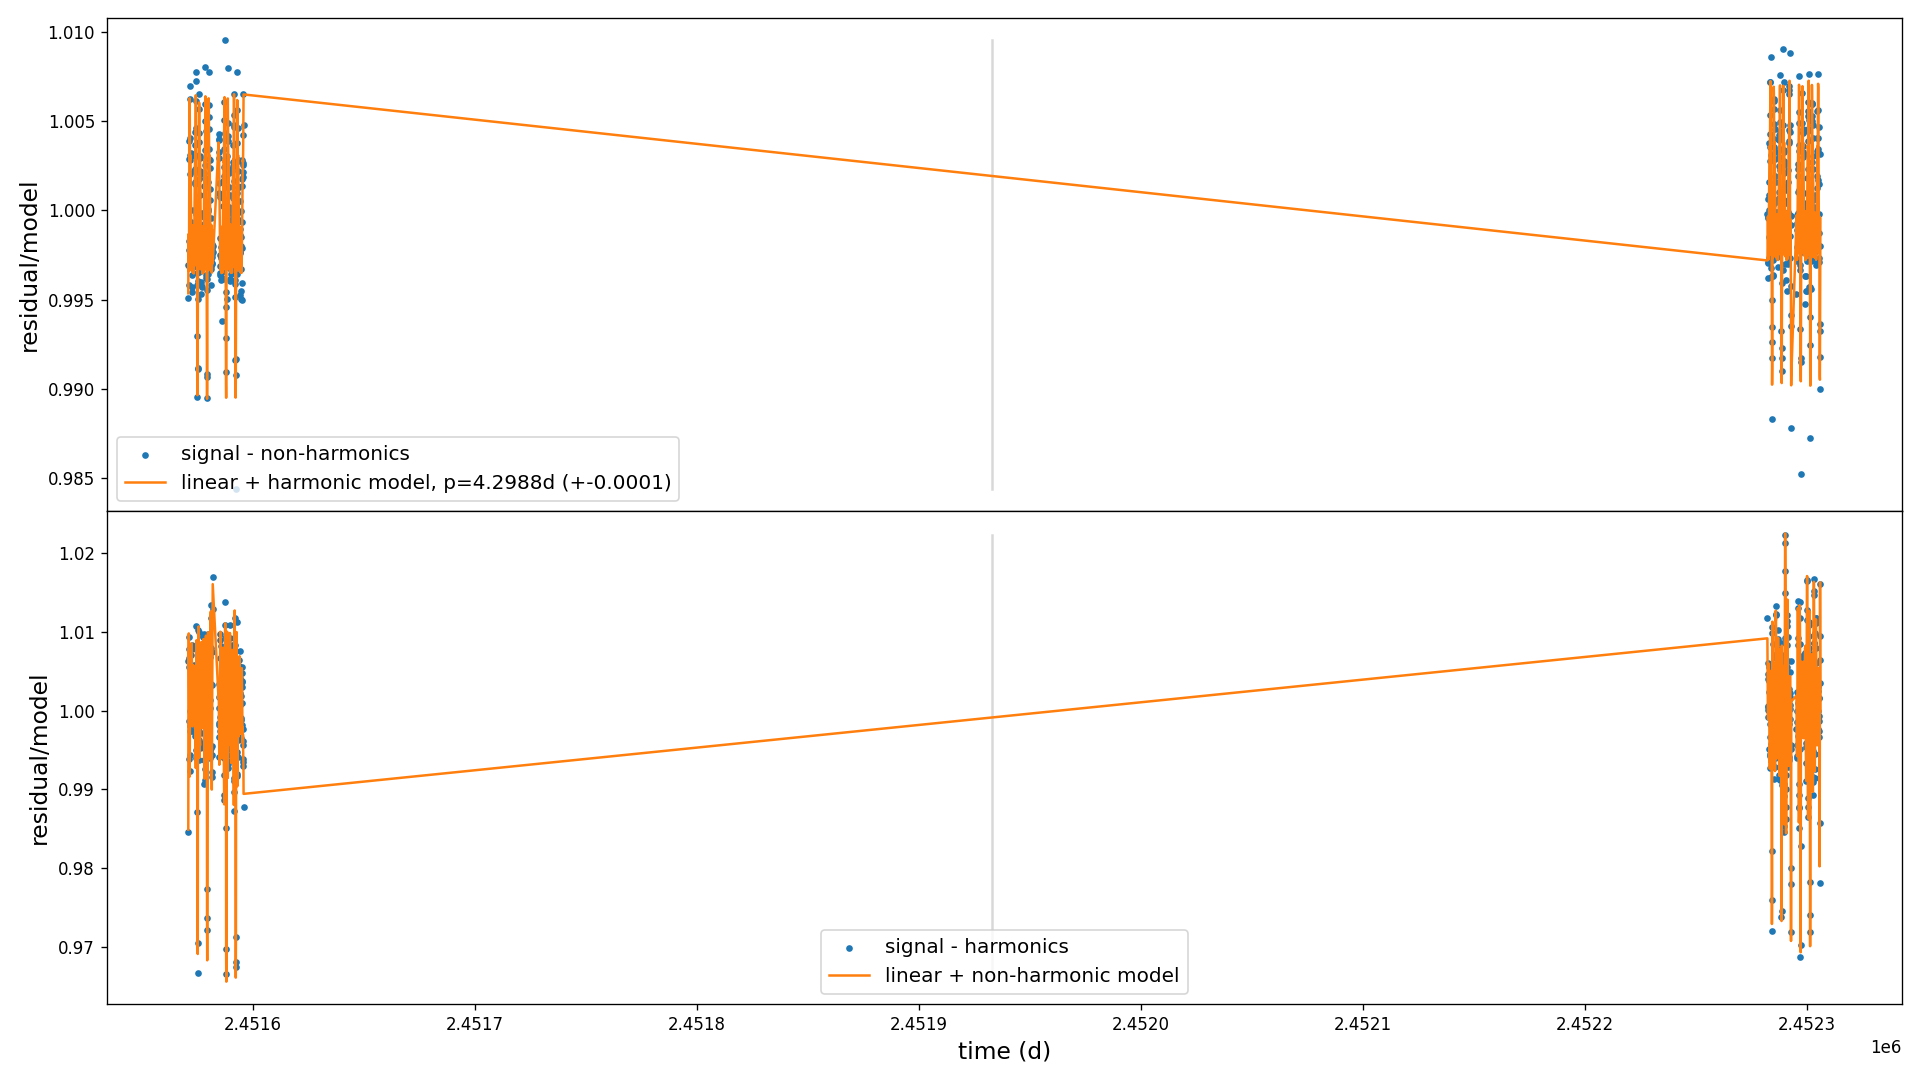 1.010
1.005
1.000
0.995
0.990
0.985
residual/model
signal - non-harmonics
linear + harmonic model, p=4.2988d (+-0.0001)
1.02
1.01
1.00
0.99
0.98
0.97
residual/model
signal - harmonics
linear + non-harmonic model
2.4516
2.4517
2.4518
2.4519
2.4520
2.4521
2.4522
2.4523
1e6
time (d)